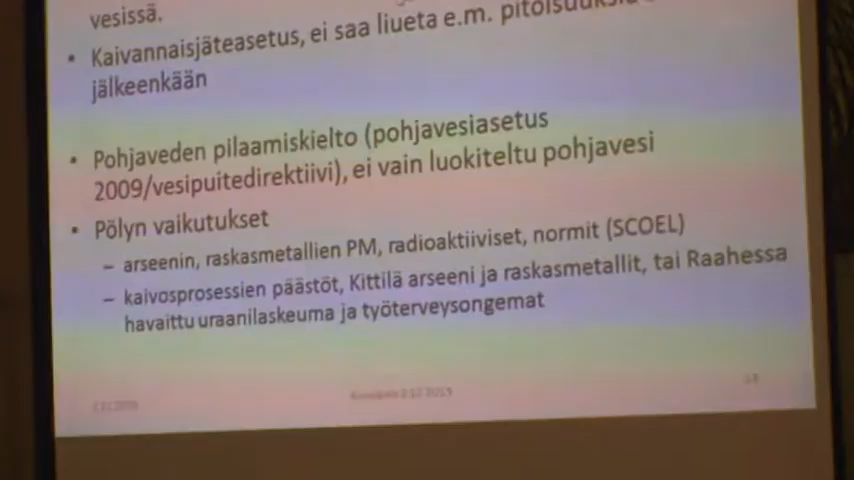 vesissä.
• Kaivannaisjäteasetus, ei saa liueta e.m. pitoisuuksia
jälkeenkään
• Pohjaveden pilaamiskielto (pohjavesiasetus
2009/vesipuitedirektiivi), ei vain luokiteltu pohjavesi
• Pölyn vaikutukset
– arseenin, raskasmetallien PM, radioaktiiviset, normit (SCOEL)
– kaivosprosessien päästöt, Kittilä arseeni ja raskasmetallit, tai Raahessa
havaittu uraanilaskeuma ja työterveysongemat